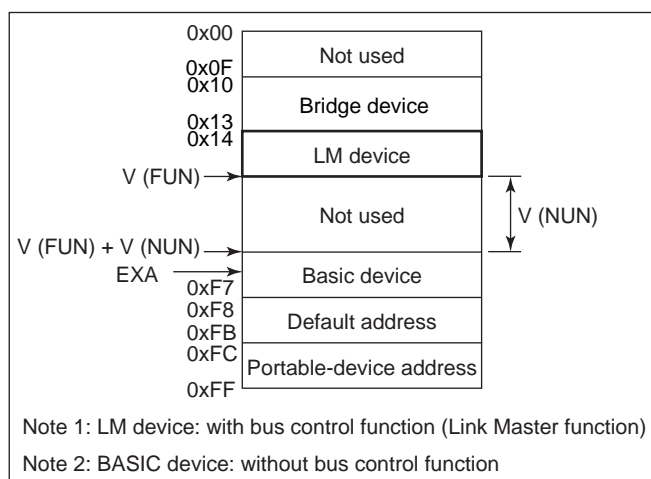 0x00
Not used
0x0F
0x10
Bridge device
0x13
0x14
LM device
V (FUN)
Not used
V (NUN)
V (FUN) + V (NUN)
EXA
Basic device
0xF7
0xF8
Default address
0xFB
0xFC
Portable-device address
0xFF
Note 1: LM device: with bus control function (Link Master function)
Note 2: BASIC device: without bus control function